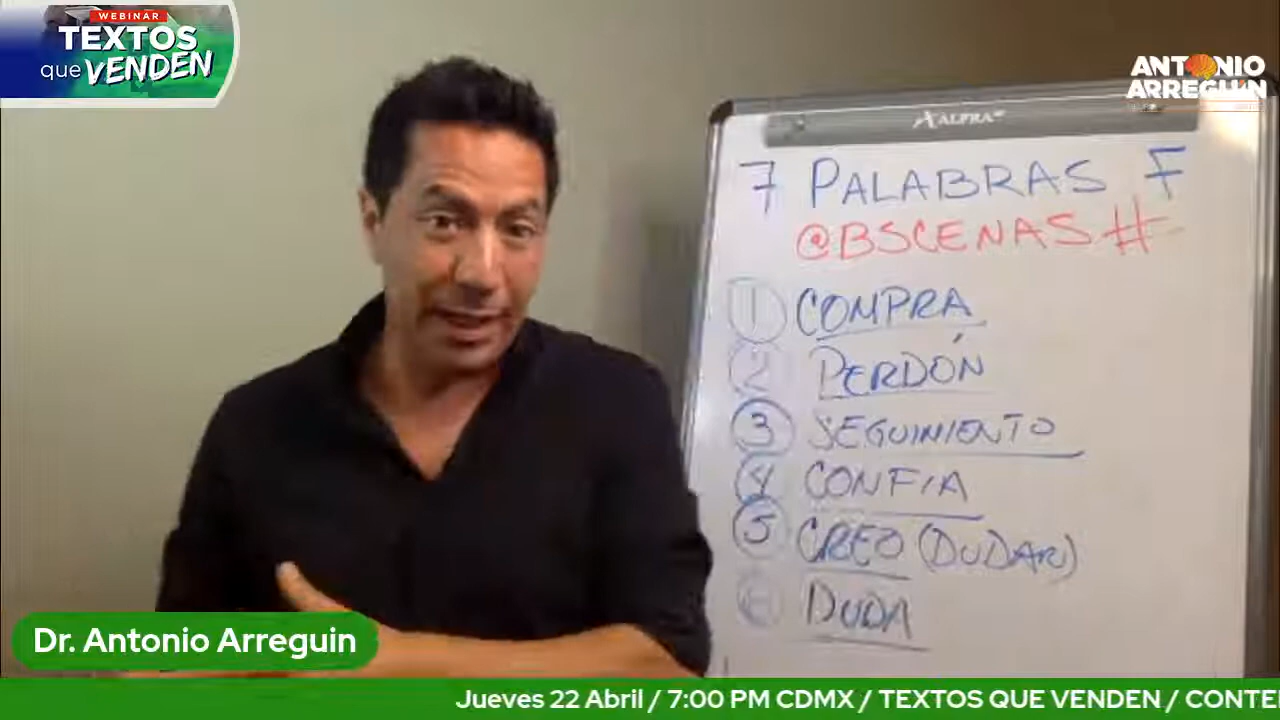 WEBINAR
TEXTOS
que VENDEN
ANTONIO
ARREGUIN
ALFRA
7 PALABRAS F
@BSCENAS#
1 COMPRA
2 PERDÓN
3 SEGUIMIENTO
4 CONFIA
5 CREO (DUDAR)
6 DUDA
Dr. Antonio Arreguin
Jueves 22 Abril / 7:00 PM CDMX / TEXTOS QUE VENDEN / CONTE